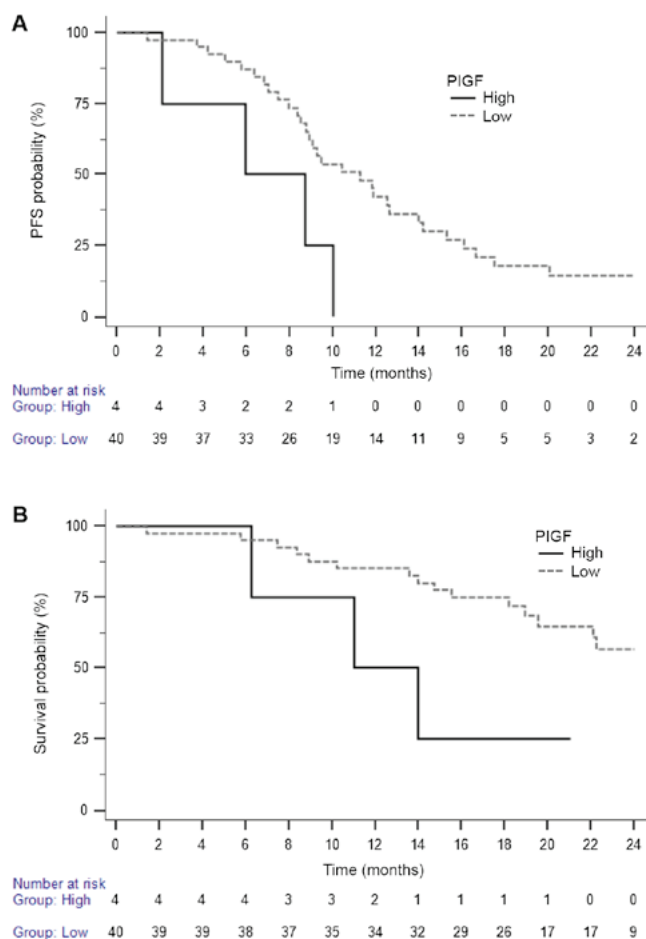 A
PFS probability (%)
100
75
50
25
0
PIGF
High
Low
0 2 4 6 8 10 12 14 16 18 20 22 24
Time (months)
Number at risk
Group: High
4 4 3 2 2 1 0 0 0 0 0 0 0
Group: Low
40 39 37 33 26 19 14 11 9 5 5 3 2
B
Survival probability (%)
100
75
50
25
0
PIGF
High
Low
0 2 4 6 8 10 12 14 16 18 20 21 24
Time (months)
Number at risk
Group: High
4 4 4 4 3 3 2 1 1 1 1 0 0
Group: Low
40 39 39 38 37 35 34 32 29 26 17 17 9